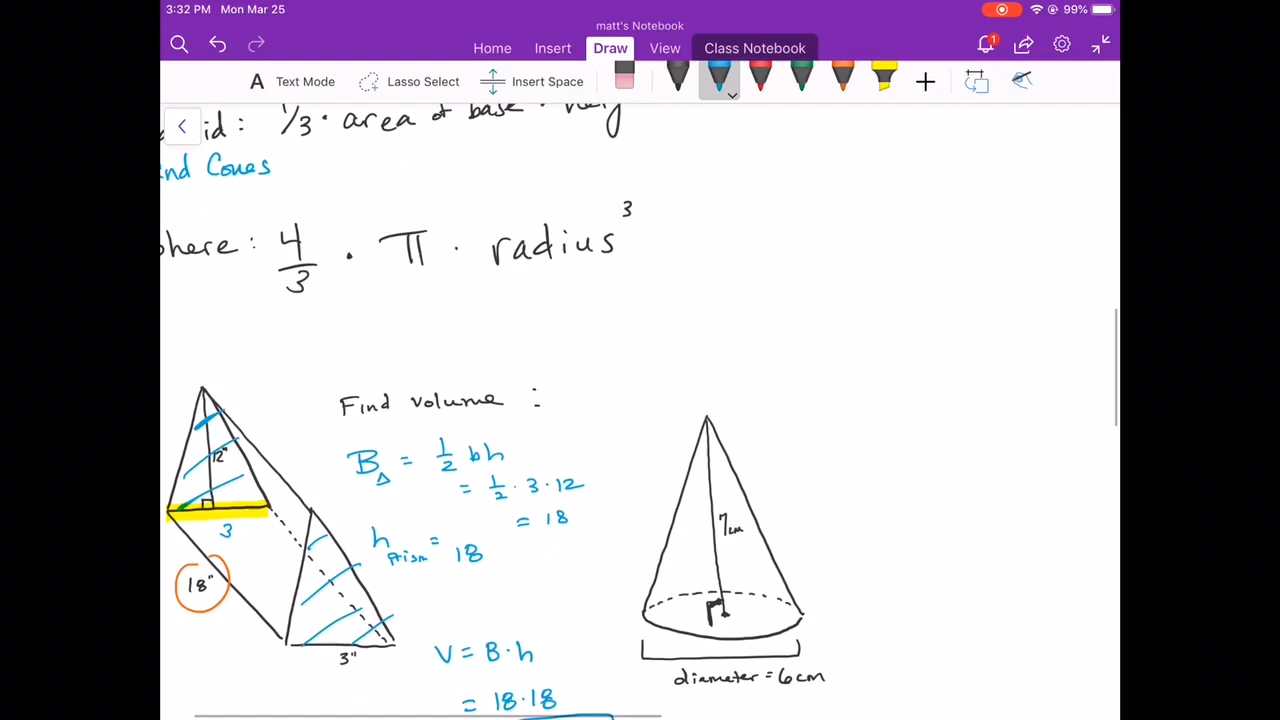 3:32 PM Mon Mar 25
99%
matt's Notebook
Home Insert Draw View Class Notebook
1
A Text Mode Lasso Select Insert Space
id : 1/3 · area of base ·
nd Cones
here : 4/3 · π · radius³
Find volume :
B△ = 1/2 bh
= 1/2 · 3 · 12
= 18
h prism = 18
V = B·h
= 18·18
12"
3
18"
3"
7cm
r
diameter = 6cm